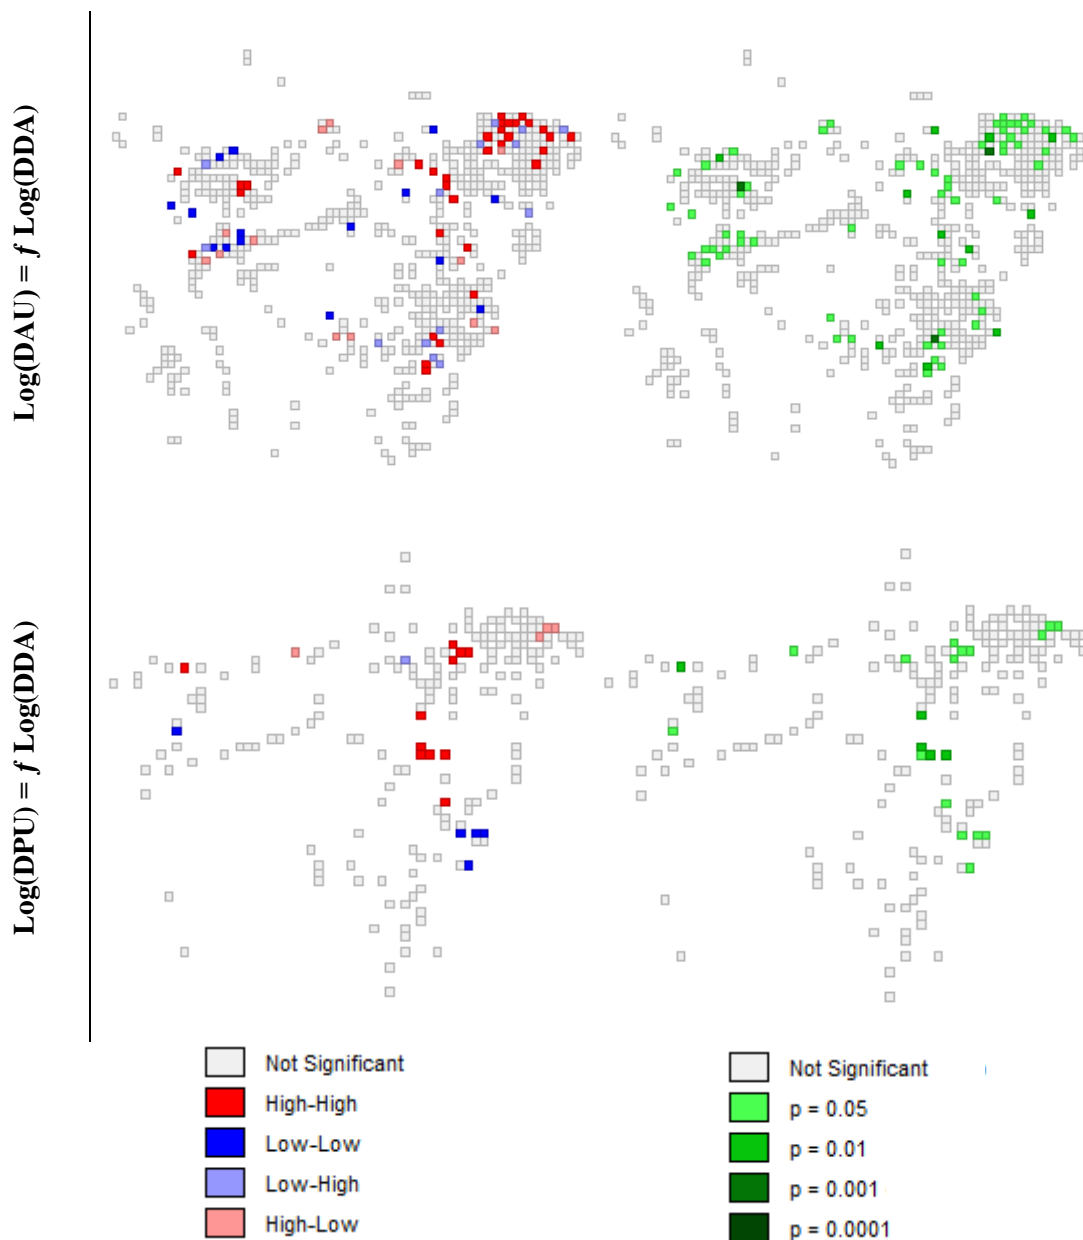 Log(DAU) = f Log(DDA)
Log(DPU) = f Log(DDA)
Not Significant
High-High
Low-Low
Low-High
High-Low
Not Significant
p = 0.05
p = 0.01
p = 0.001
p = 0.0001